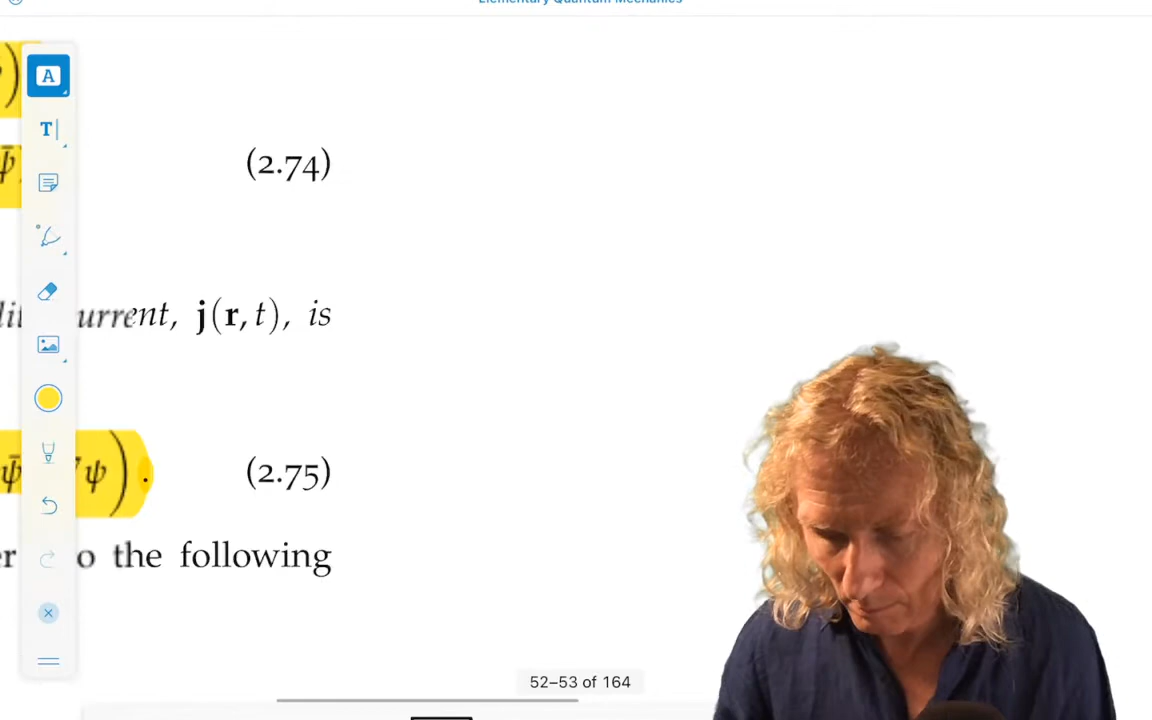 Elementary Quantum Mechanics
)
A
ψ̄
(2.74)
T
urrent, j(r, t), is
ψ̄ ψ ) . (2.75)
o the following
52–53 of 164